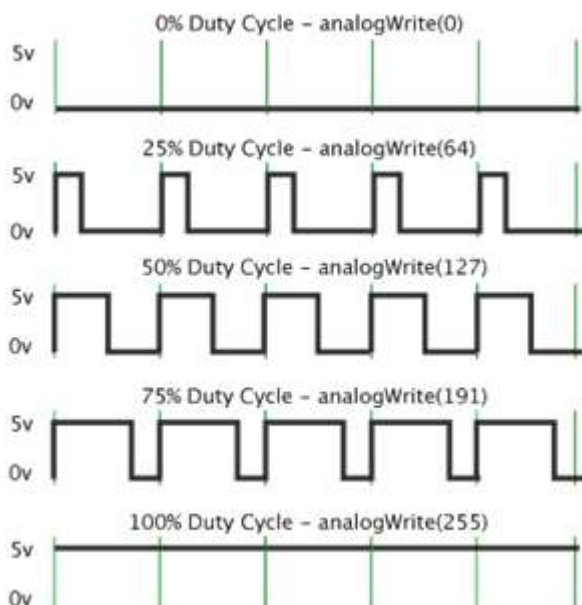 0% Duty Cycle - analogWrite(0)
5v
0v
25% Duty Cycle - analogWrite(64)
5v
0v
50% Duty Cycle - analogWrite(127)
5v
0v
75% Duty Cycle - analogWrite(191)
5v
0v
100% Duty Cycle - analogWrite(255)
5v
0v